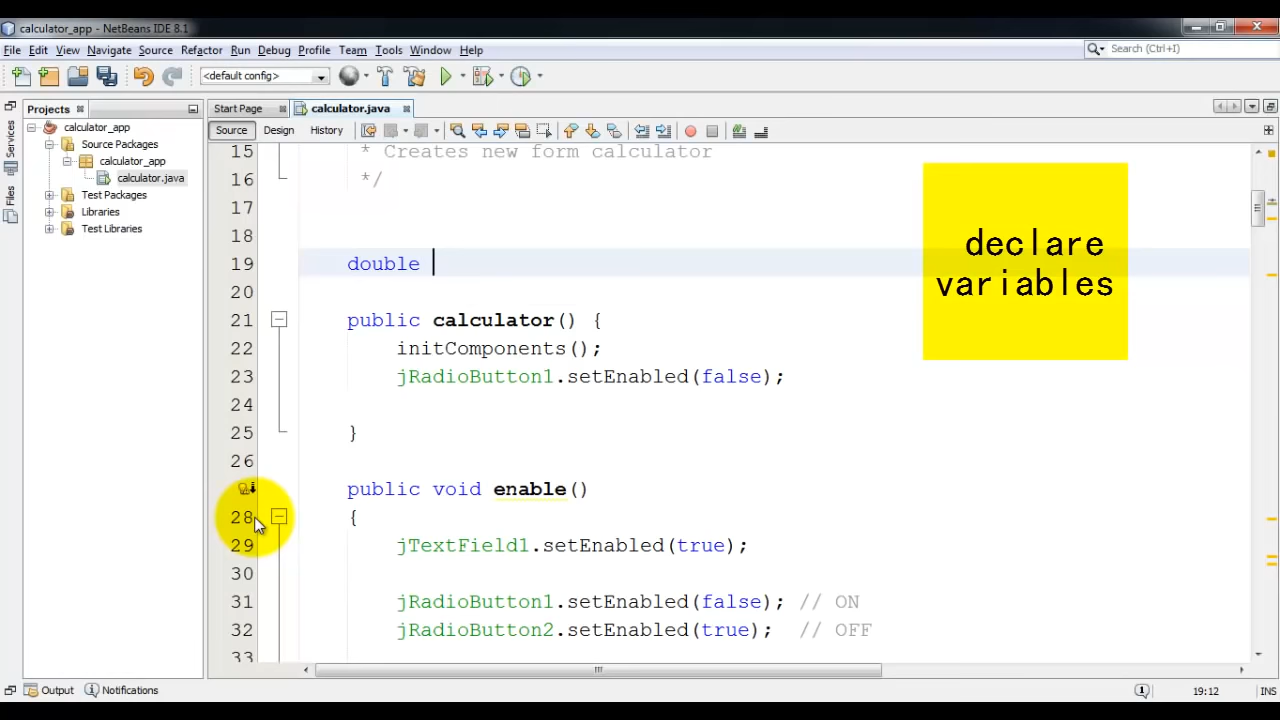 calculator_app - NetBeans IDE 8.1
File Edit View Navigate Source Refactor Run Debug Profile Team Tools Window Help
Search (Ctrl+I)
<default config>
Projects
Start Page calculator.java
Services
Files
calculator_app
Source Packages
calculator_app
calculator.java
Test Packages
Libraries
Test Libraries
Source Design History
15 * Creates new form calculator
16 */
17
18
19 double
20
21 public calculator() {
22 initComponents();
23 jRadioButton1.setEnabled(false);
24
25 }
26
public void enable()
28 {
29 jTextField1.setEnabled(true);
30
31 jRadioButton1.setEnabled(false); // ON
32 jRadioButton2.setEnabled(true); // OFF
33
declare
variables
Output Notifications
1
19:12 INS